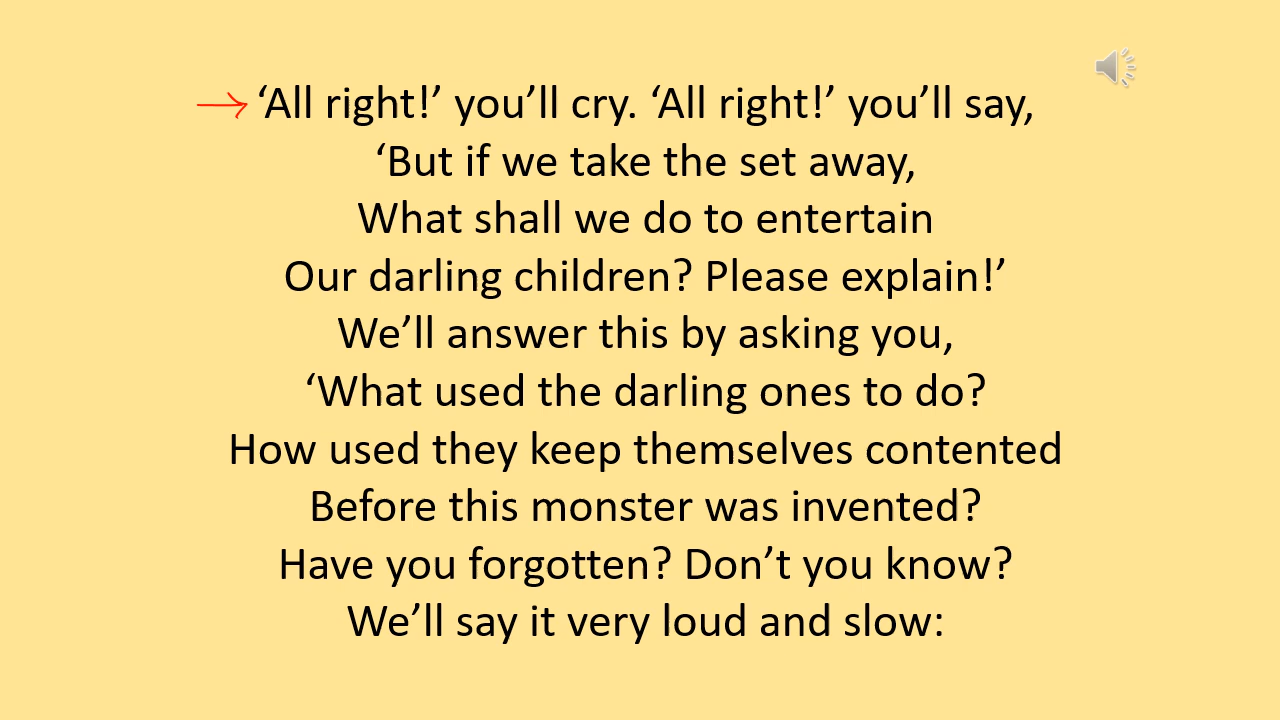 ‘All right!’ you’ll cry. ‘All right!’ you’ll say,
‘But if we take the set away,
What shall we do to entertain
Our darling children? Please explain!’
We’ll answer this by asking you,
‘What used the darling ones to do?
How used they keep themselves contented
Before this monster was invented?
Have you forgotten? Don’t you know?
We’ll say it very loud and slow: